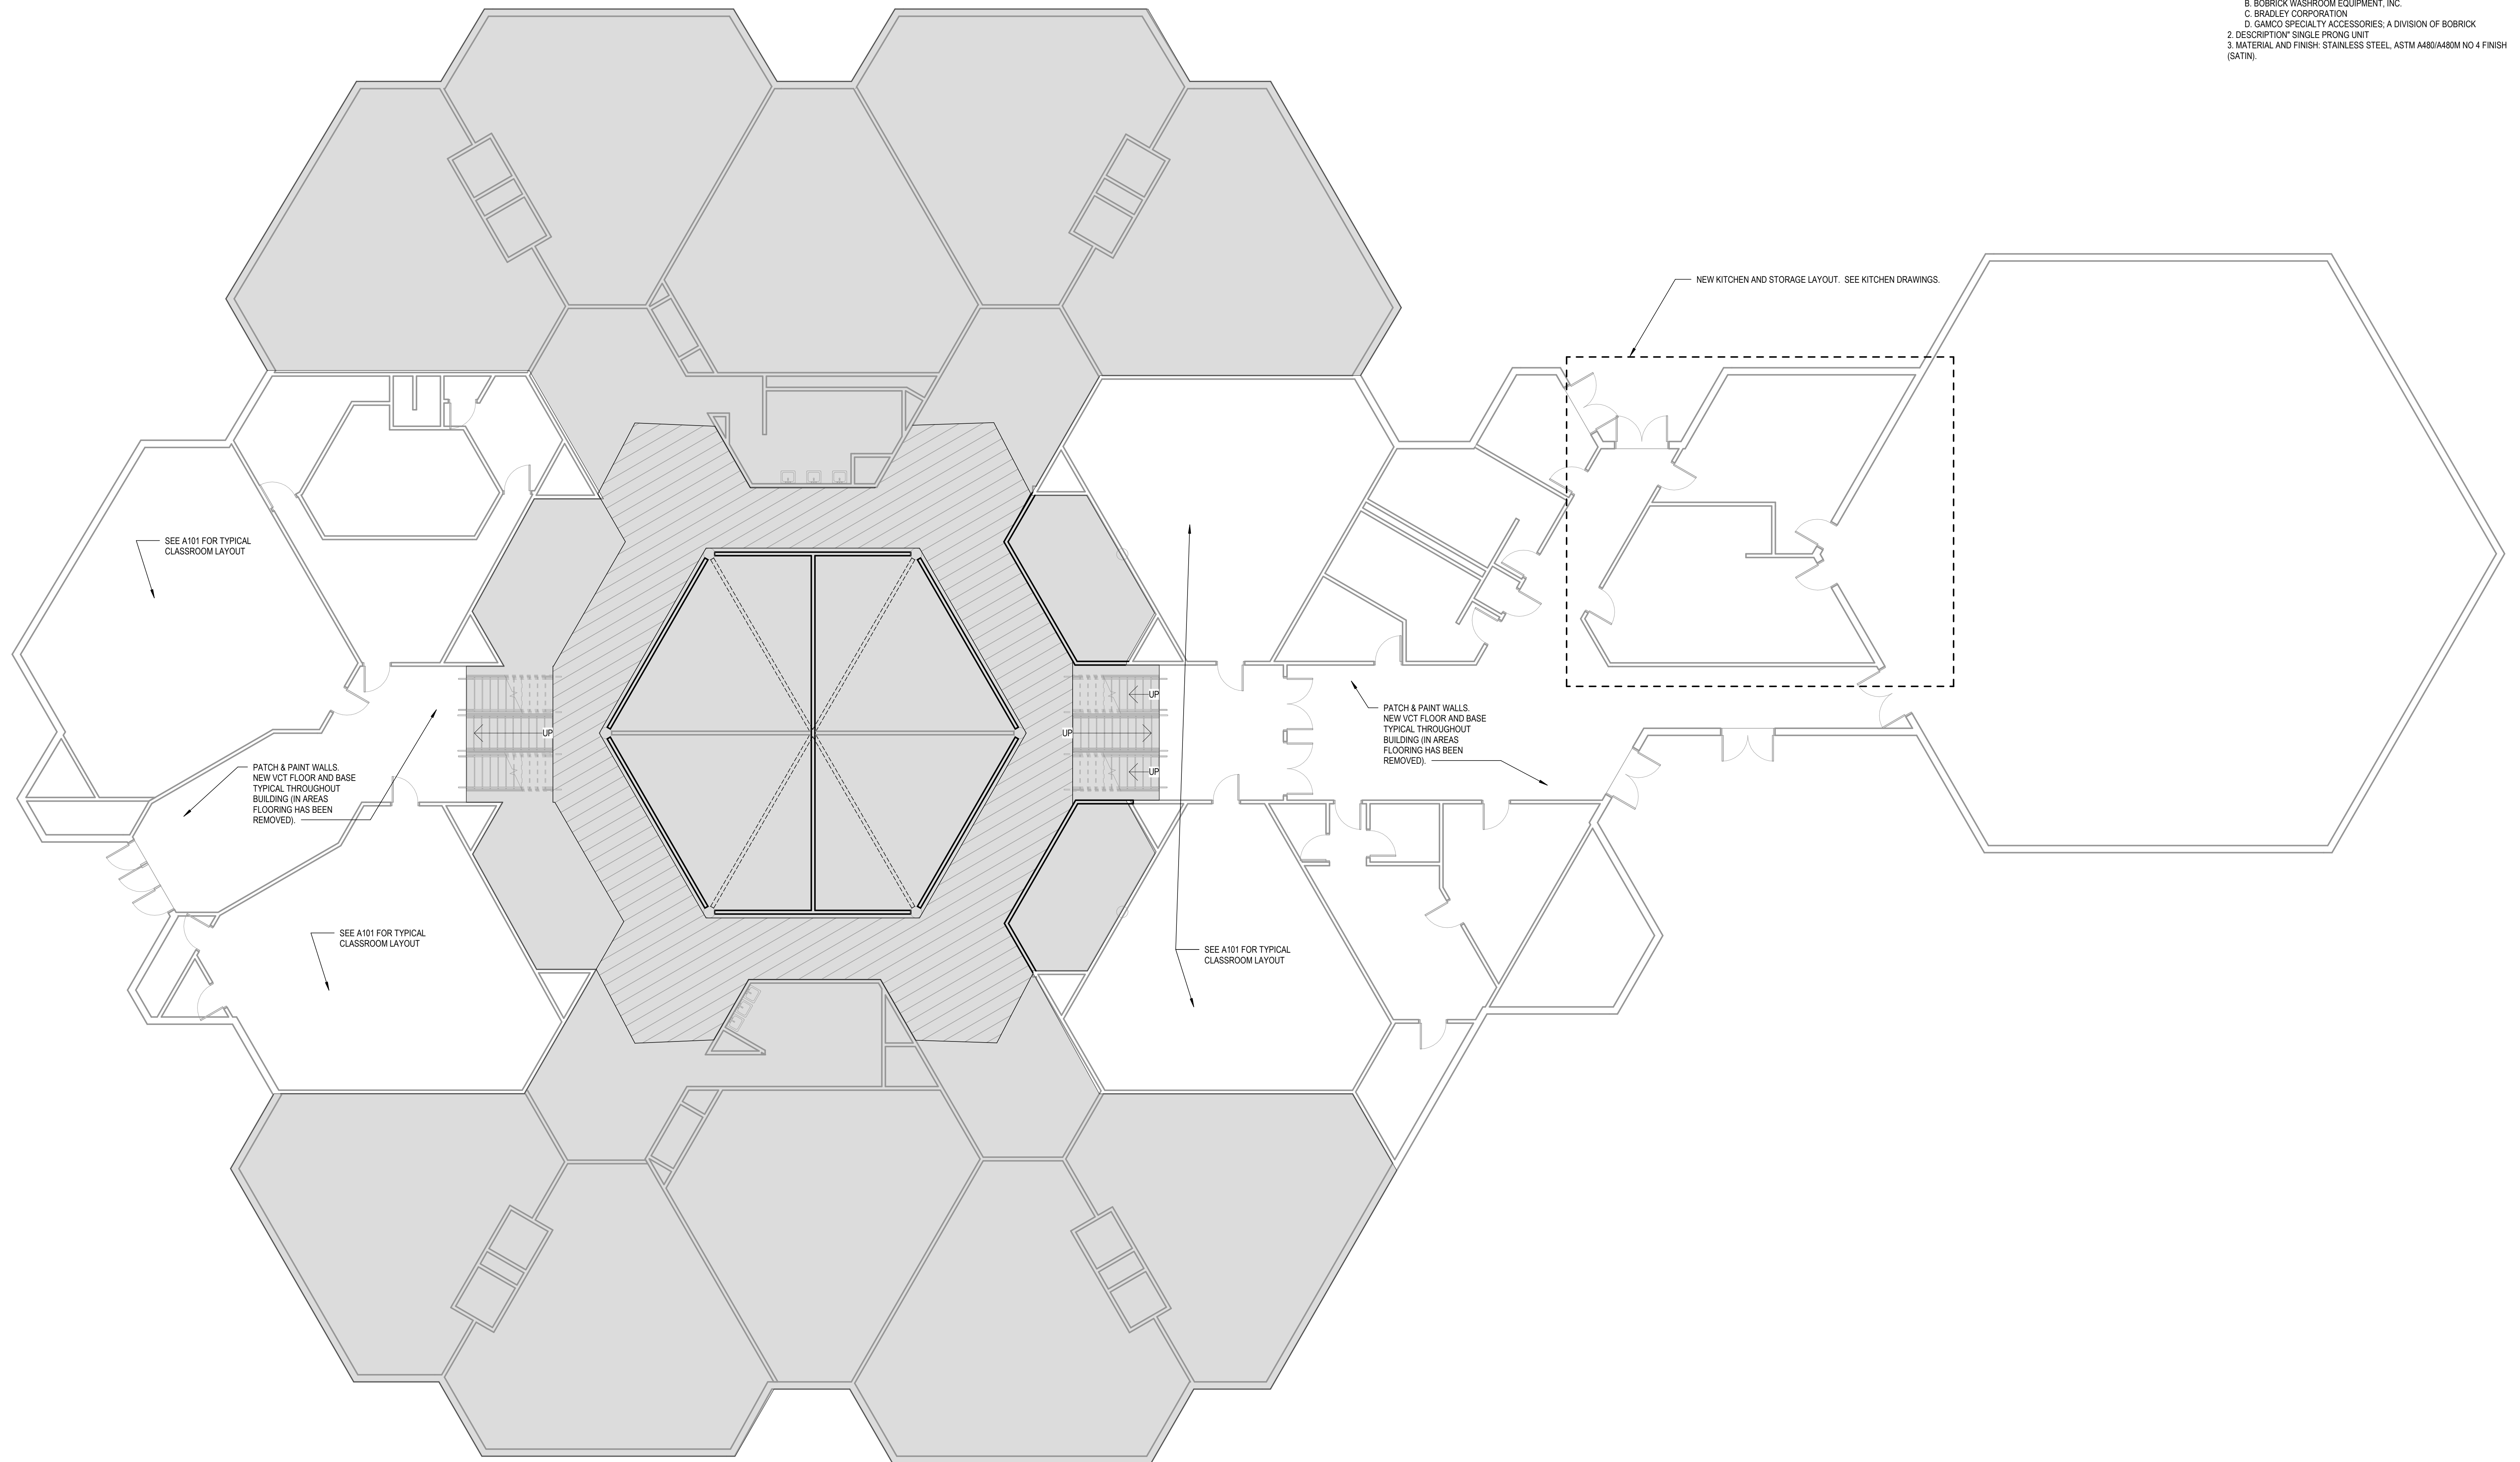 B. BOBRICK WASHROOM EQUIPMENT, INC.
C. BRADLEY CORPORATION
D. GAMCO SPECIALTY ACCESSORIES; A DIVISION OF BOBRICK
2. DESCRIPTION" SINGLE PRONG UNIT
3. MATERIAL AND FINISH: STAINLESS STEEL, ASTM A480/A480M NO 4 FINISH
(SATIN).
NEW KITCHEN AND STORAGE LAYOUT. SEE KITCHEN DRAWINGS.
SEE A101 FOR TYPICAL
CLASSROOM LAYOUT
UP
UP
UP
UP
PATCH & PAINT WALLS.
NEW VCT FLOOR AND BASE
TYPICAL THROUGHOUT
BUILDING (IN AREAS
FLOORING HAS BEEN
REMOVED).
PATCH & PAINT WALLS.
NEW VCT FLOOR AND BASE
TYPICAL THROUGHOUT
BUILDING (IN AREAS
FLOORING HAS BEEN
REMOVED).
SEE A101 FOR TYPICAL
CLASSROOM LAYOUT
SEE A101 FOR TYPICAL
CLASSROOM LAYOUT